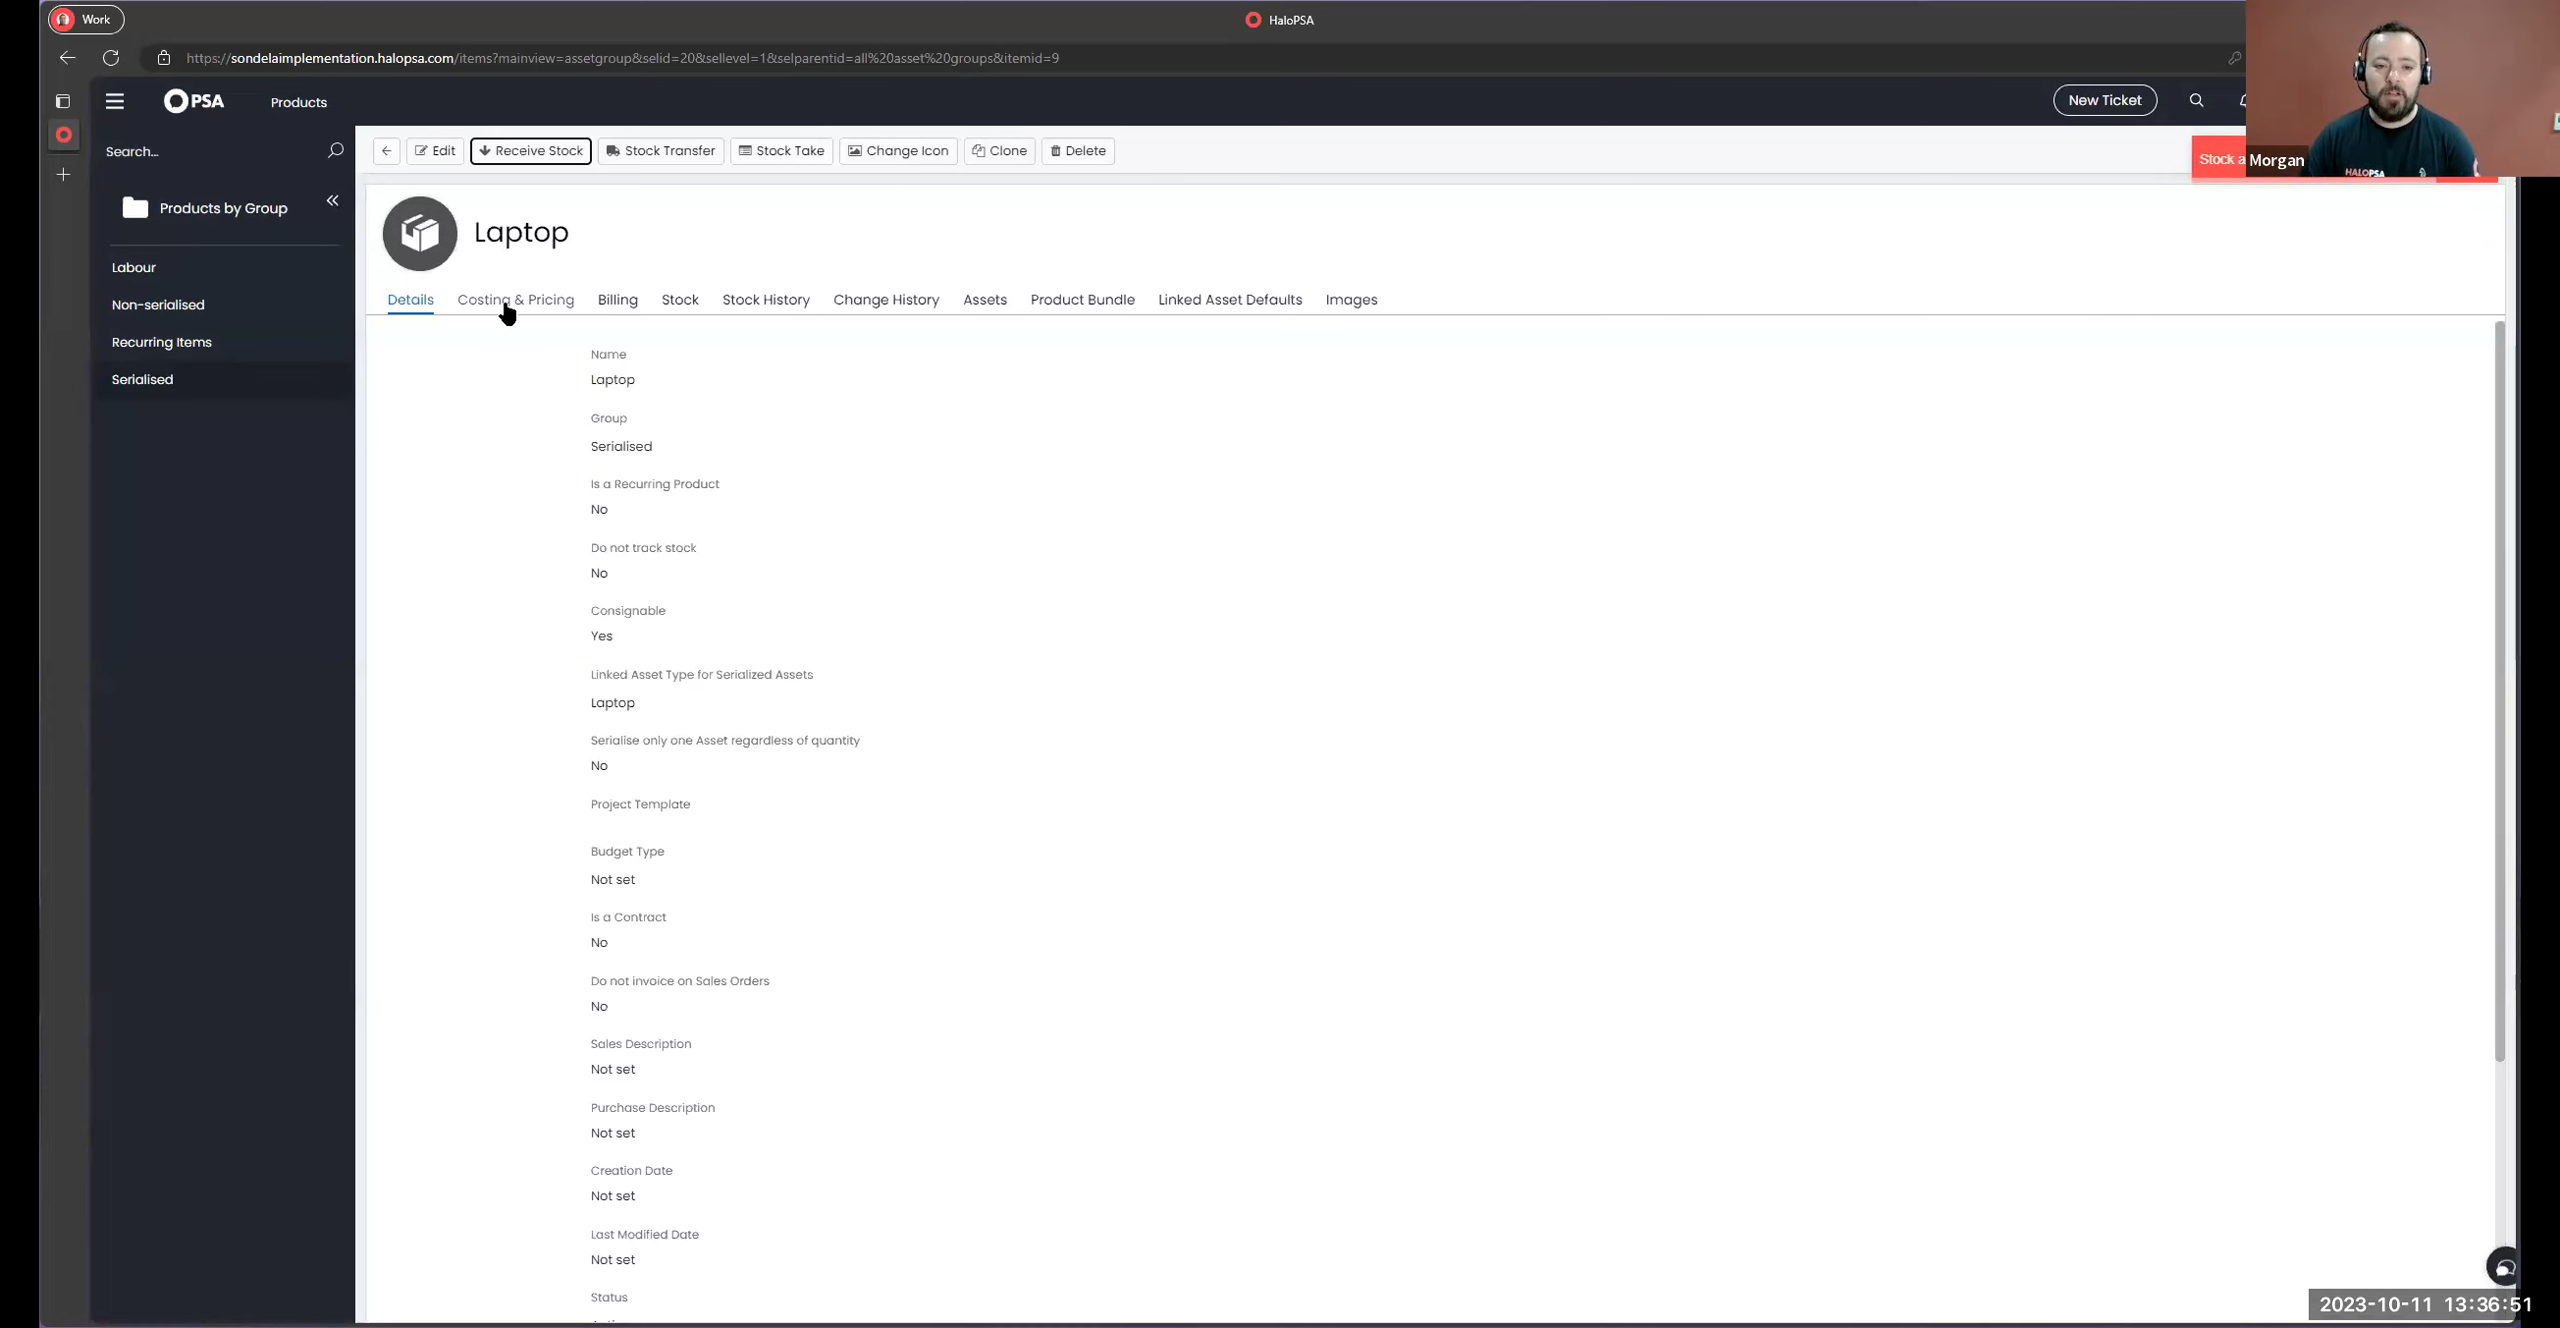 Work
HaloPSA
https://sondelaimplementation.halopsa.com/items?mainview=assetgroup&selid=20&sellevel=1&selparentid=all%20asset%20groups&itemid=9
PSA
Products
New Ticket
Search...
Edit
Receive Stock
Stock Transfer
Stock Take
Change Icon
Clone
Delete
Stock a
Morgan
HALOPSA
Products by Group
Labour
Non-serialised
Recurring Items
Serialised
Laptop
Details
Costing & Pricing
Billing
Stock
Stock History
Change History
Assets
Product Bundle
Linked Asset Defaults
Images
Name
Laptop
Group
Serialised
Is a Recurring Product
No
Do not track stock
No
Consignable
Yes
Linked Asset Type for Serialized Assets
Laptop
Serialise only one Asset regardless of quantity
No
Project Template
Budget Type
Not set
Is a Contract
No
Do not invoice on Sales Orders
No
Sales Description
Not set
Purchase Description
Not set
Creation Date
Not set
Last Modified Date
Not set
Status
2023-10-11 13:36:51